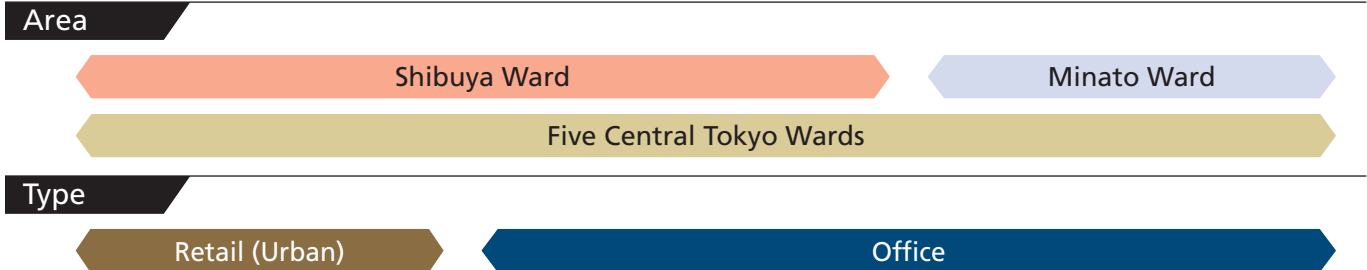 Area
Shibuya Ward
Minato Ward
Five Central Tokyo Wards
Type
Retail (Urban)
Office